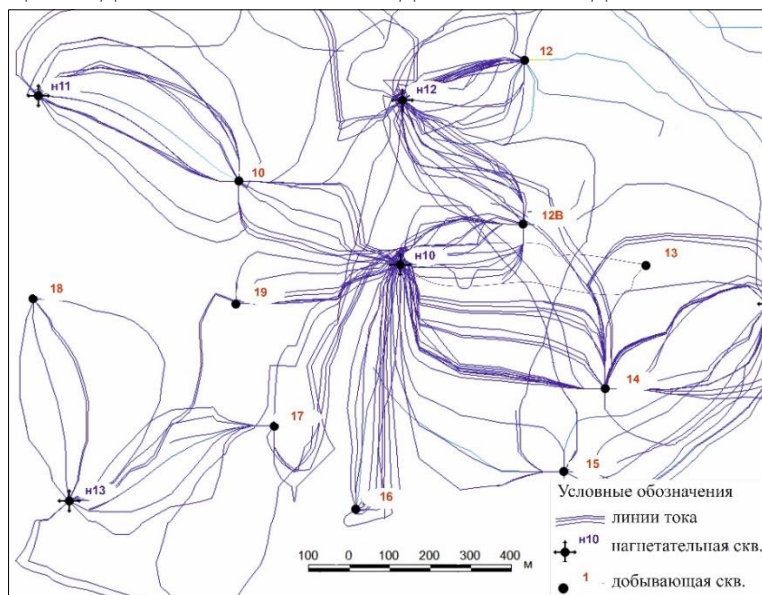 12
н11
н12
10
12В
н10
13
18
19
14
17
15
н13
16
Условные обозначения
линии тока
н10 нагнетательная скв.
1 добывающая скв.
100 0 100 200 300 400 м